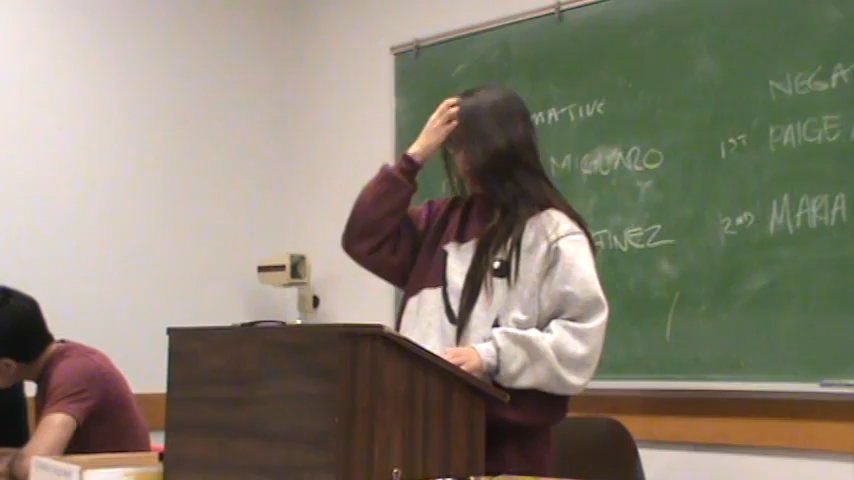 MATIVE
NEGA
1ST PAIGE
MIGUARO
2ND MARIA
TINEZ